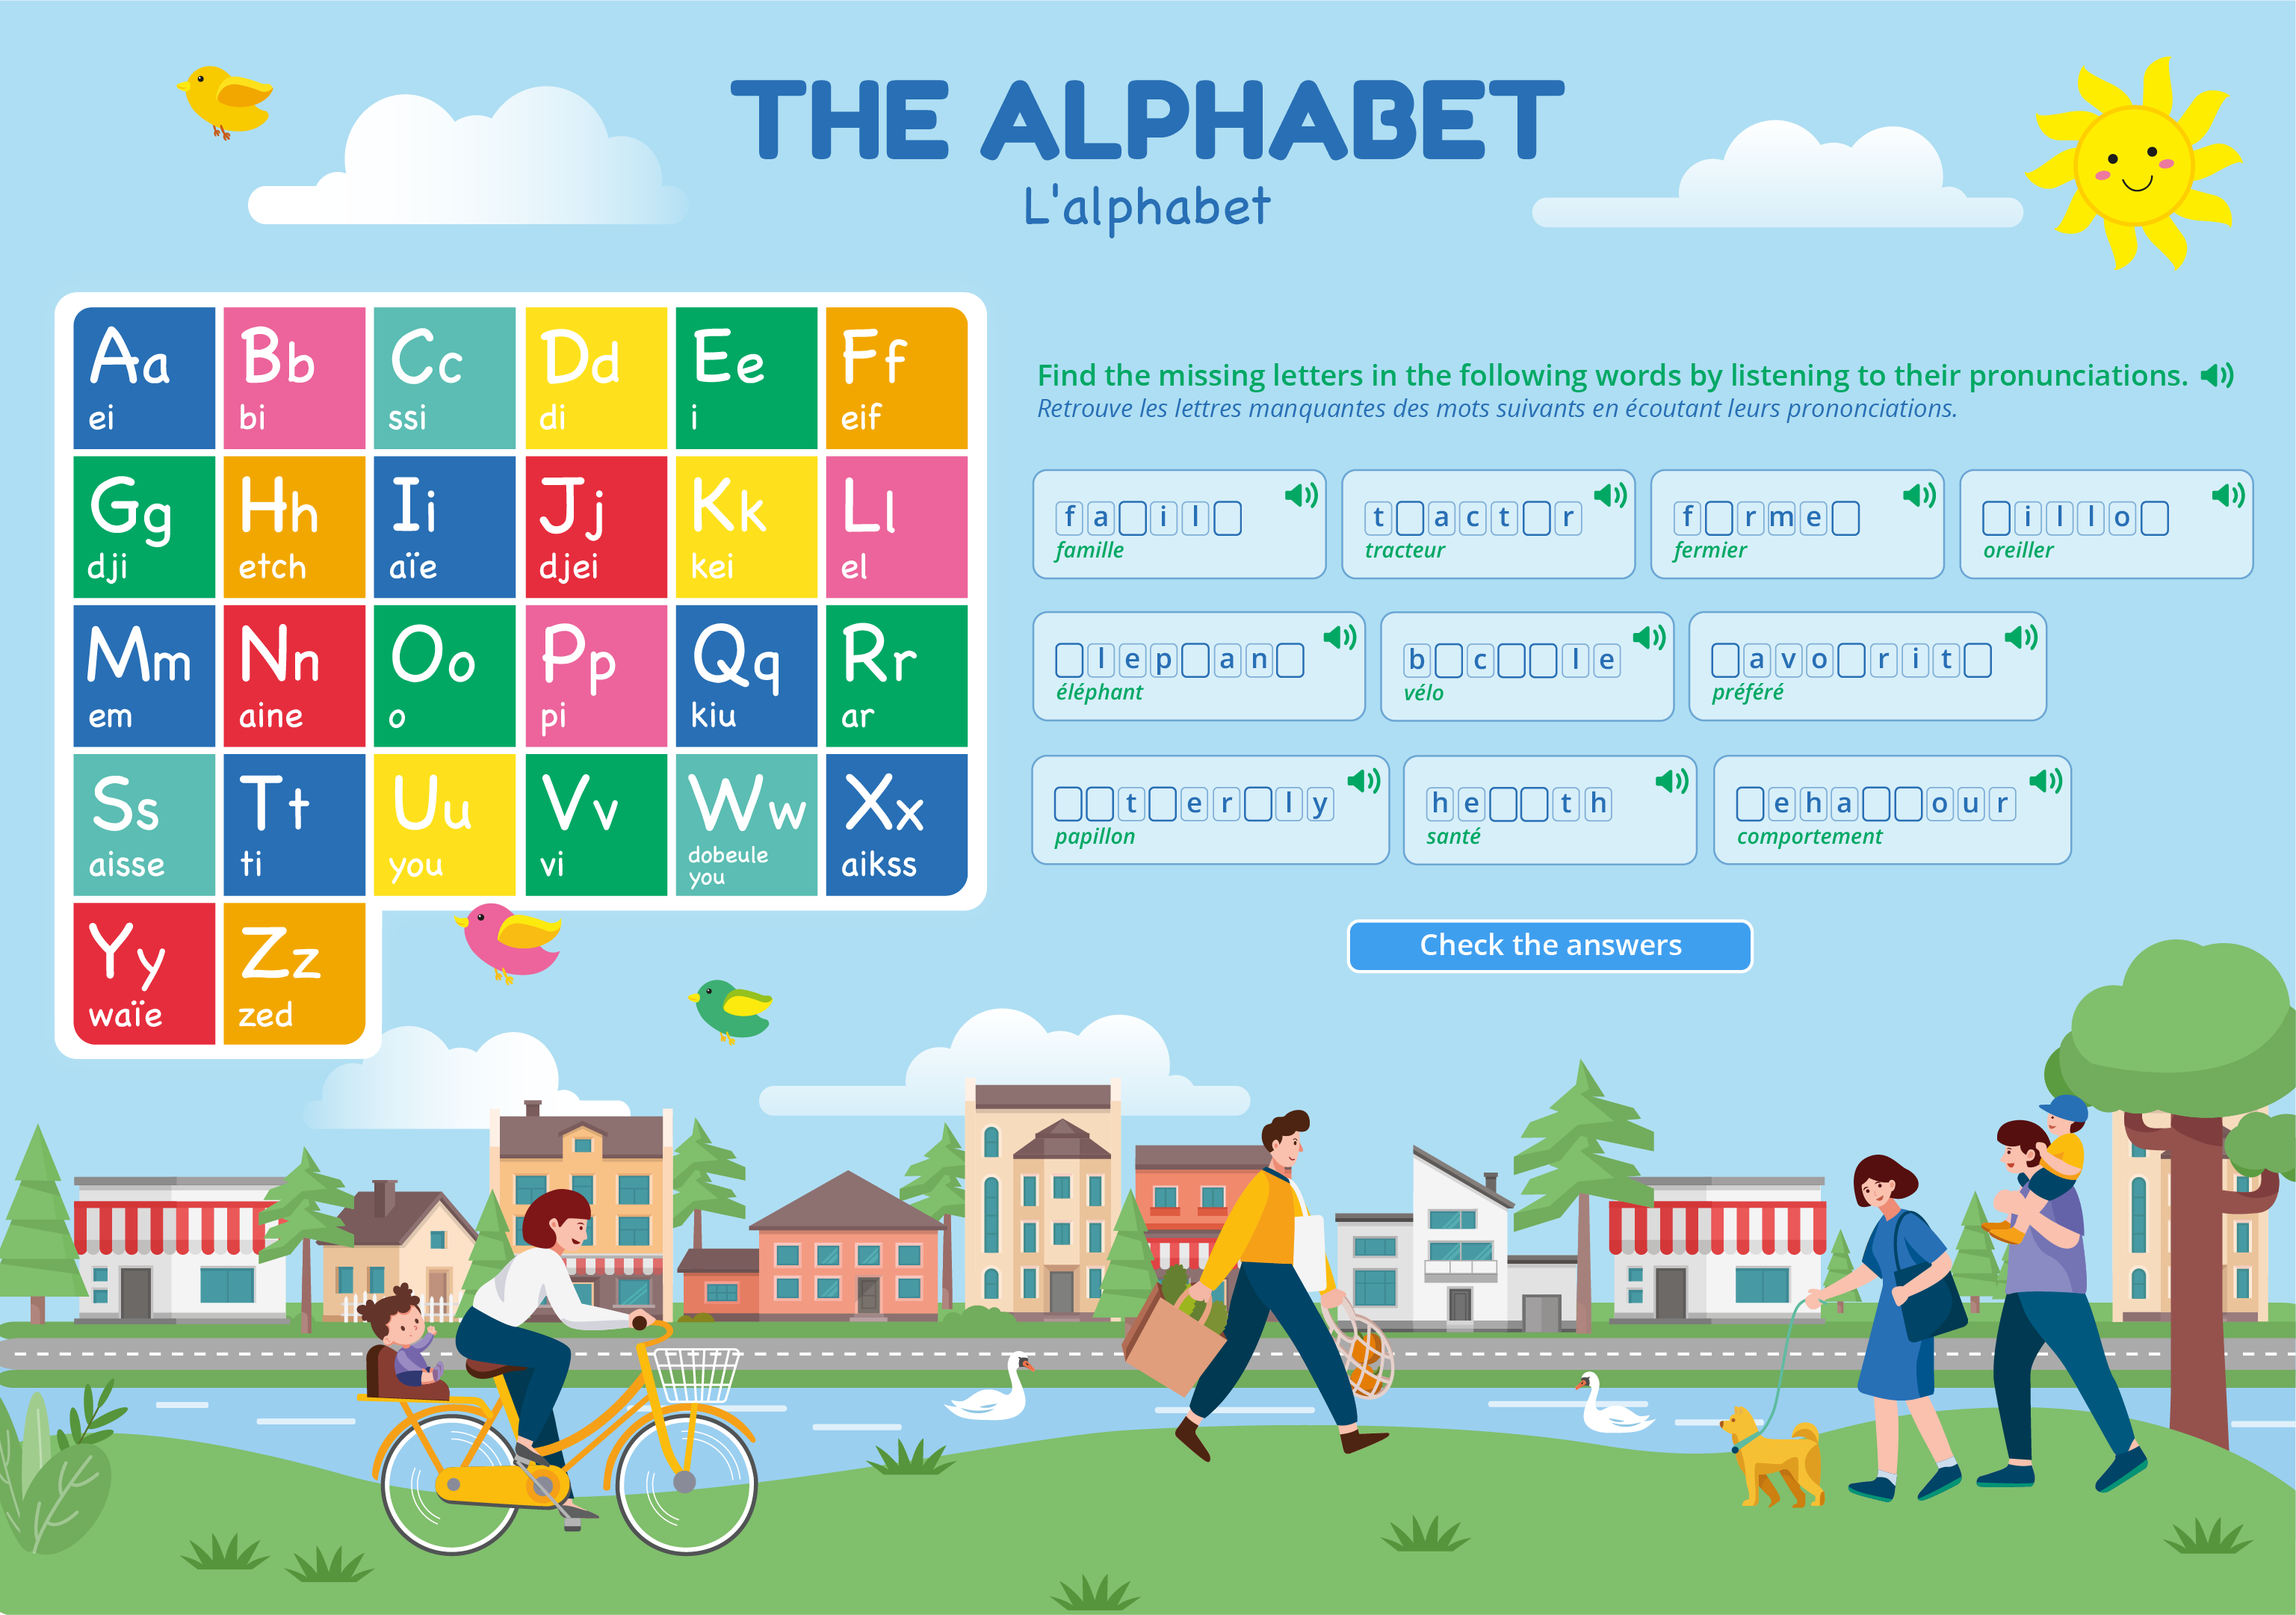 THE ALPHABET
L'alphabet
Aa
ei
Bb
bi
Cc
ssi
Dd
di
Ee
i
Ff
eif
Gg
dji
Hh
etch
Ii
aïe
Jj
djei
Kk
kei
Ll
el
Mm
em
Nn
aine
Oo
o
Pp
pi
Qq
kiu
Rr
ar
Ss
aisse
Tt
ti
Uu
you
Vv
vi
Ww
dobeule
you
Xx
aikss
Yy
waïe
Zz
zed
Find the missing letters in the following words by listening to their pronunciations.
Retrouve les lettres manquantes des mots suivants en écoutant leurs prononciations.
f a □ i l □
famille
t □ a c t □ r
tracteur
f □ r m e □
fermier
□ i l l o □
oreiller
□ l e p □ a n □
éléphant
b □ c □ □ l e
vélo
□ a v o □ r i t □
préféré
□ □ t □ e r □ l y
papillon
h e □ □ t h
santé
□ e h a □ □ o u r
comportement
Check the answers